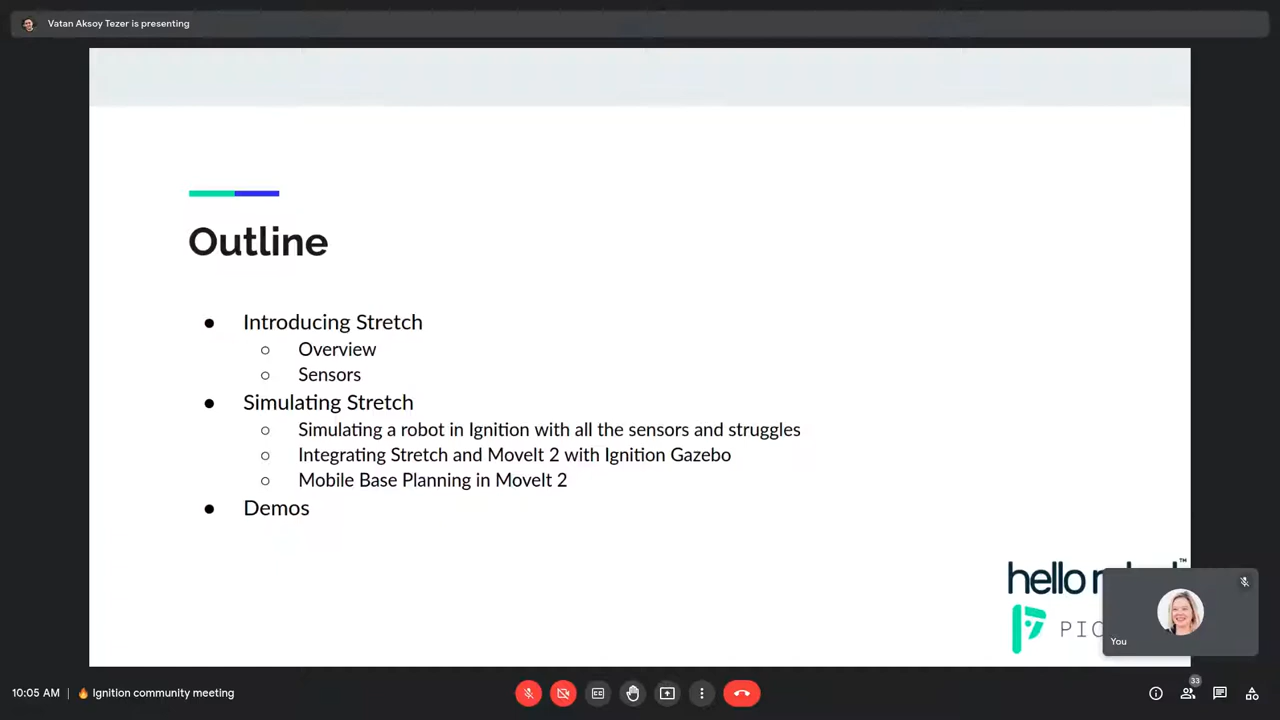 Vatan Aksoy Tezer is presenting
Outline
● Introducing Stretch
○ Overview
○ Sensors
● Simulating Stretch
○ Simulating a robot in Ignition with all the sensors and struggles
○ Integrating Stretch and MoveIt 2 with Ignition Gazebo
○ Mobile Base Planning in MoveIt 2
● Demos
hello
™
You
10:05 AM | 🔥 Ignition community meeting
33